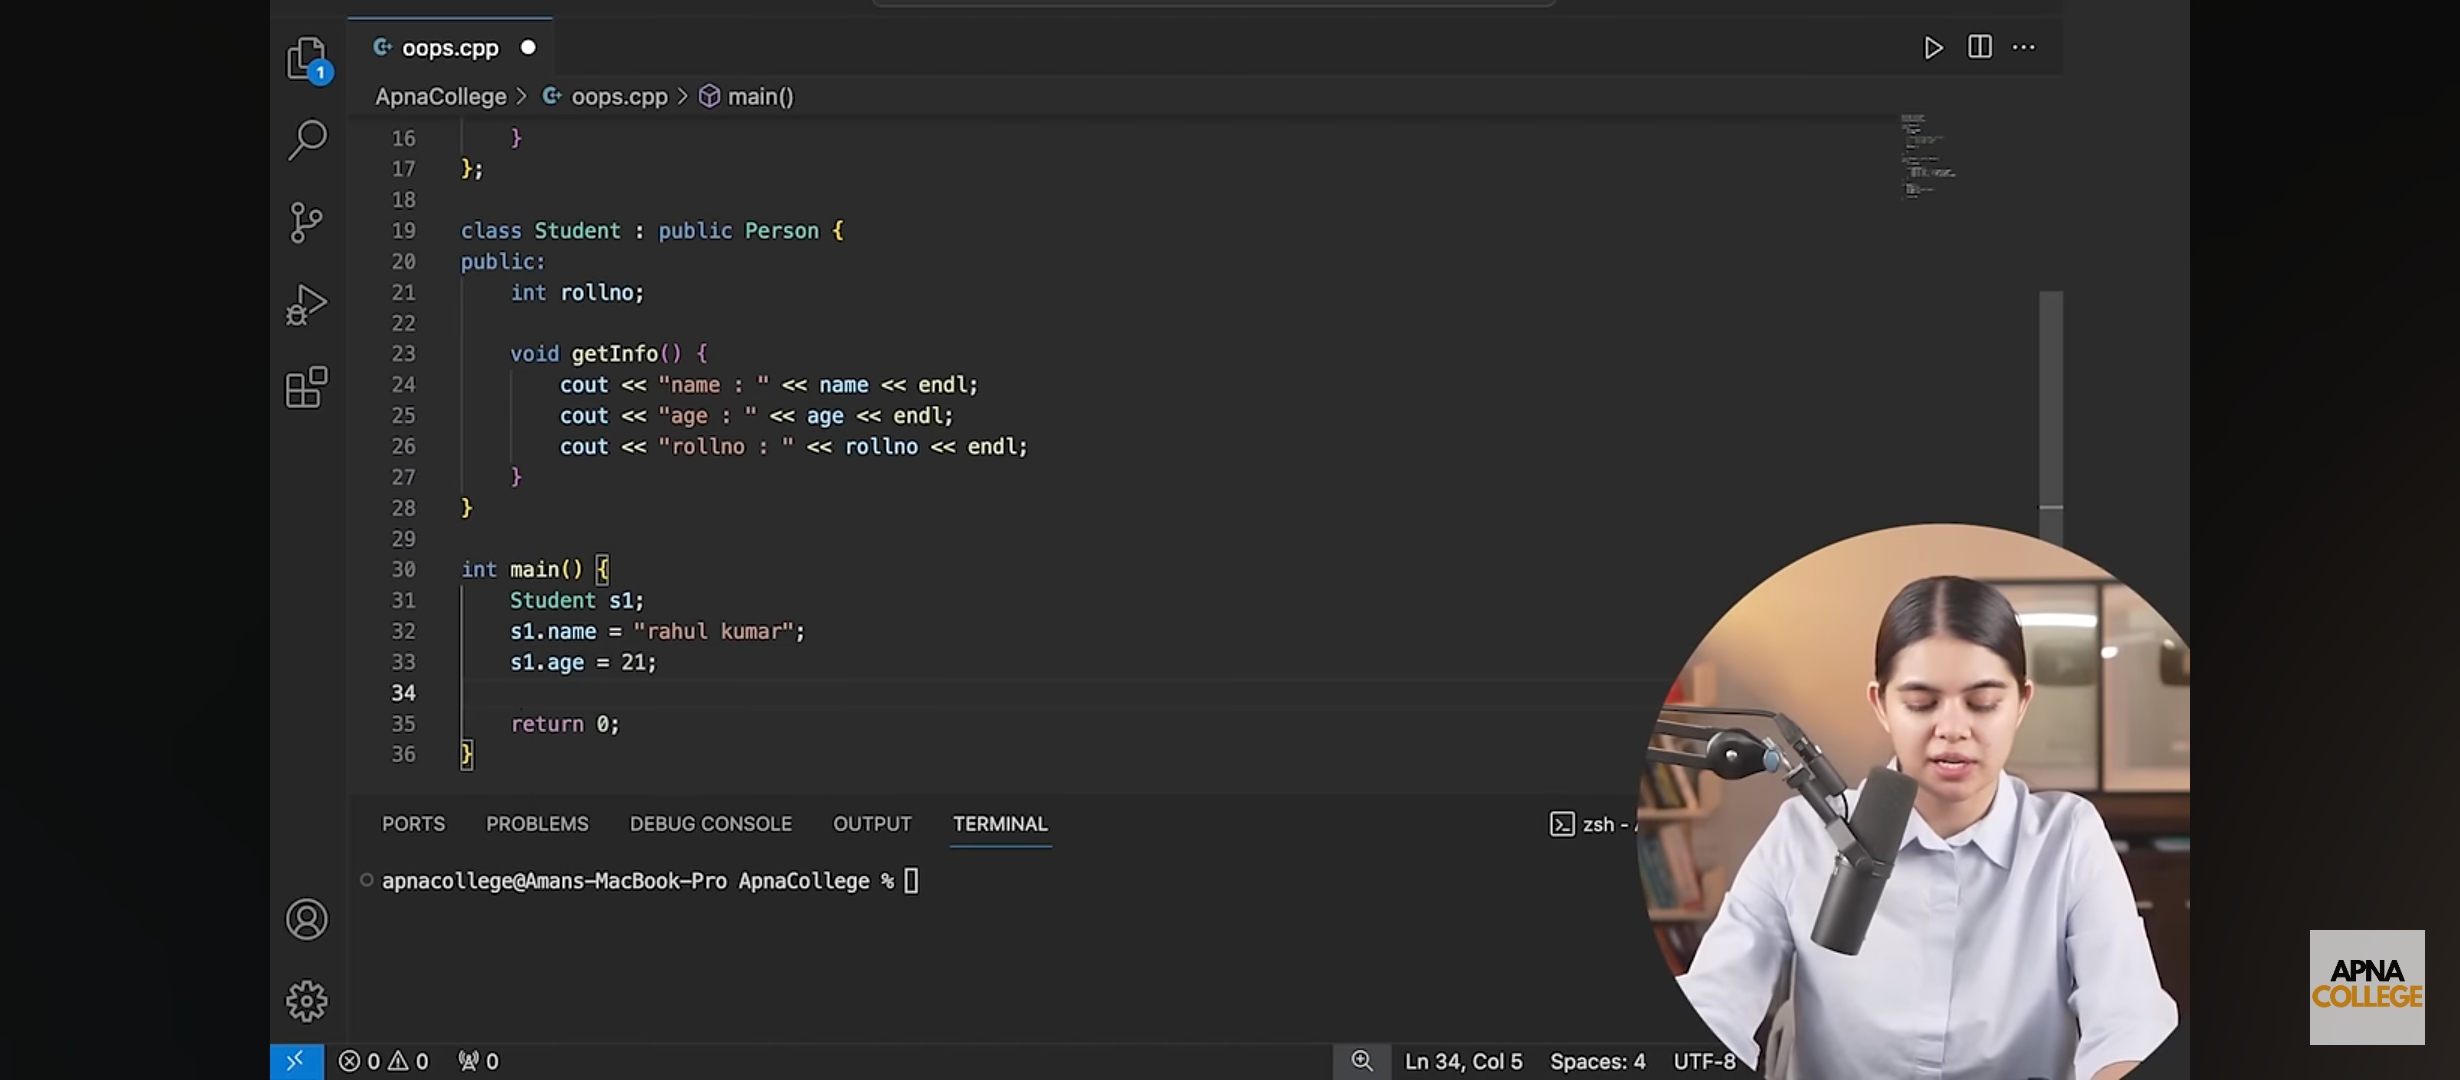 oops.cpp
ApnaCollege > oops.cpp > main()
1
16 }
17 };
18
19 class Student : public Person {
20 public:
21 int rollno;
22
23 void getInfo() {
24 cout << "name : " << name << endl;
25 cout << "age : " << age << endl;
26 cout << "rollno : " << rollno << endl;
27 }
28 }
29
30 int main() {
31 Student s1;
32 s1.name = "rahul kumar";
33 s1.age = 21;
34
35 return 0;
36 }
PORTS PROBLEMS DEBUG CONSOLE OUTPUT TERMINAL zsh -
apnacollege@Amans-MacBook-Pro ApnaCollege %
0 0 0 Ln 34, Col 5 Spaces: 4 UTF-8
APNA
COLLEGE